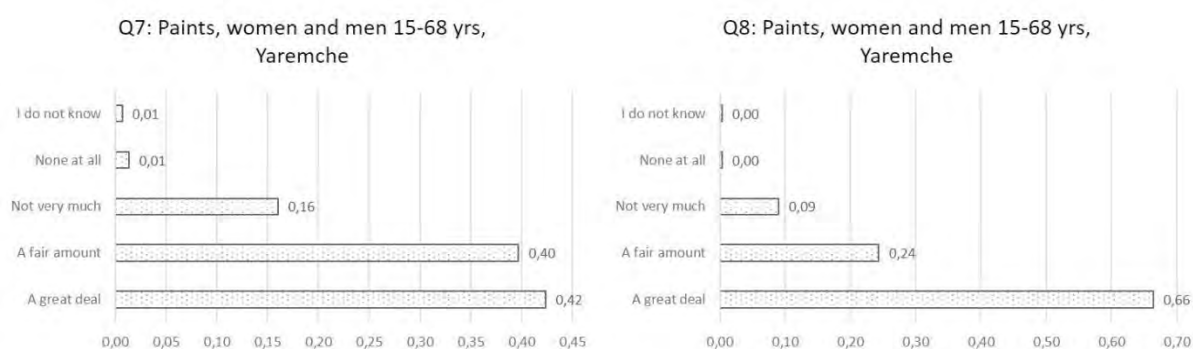 Q7: Paints, women and men 15-68 yrs,
Yaremche
I do not know
0,01
None at all
0,01
Not very much
0,16
A fair amount
0,40
A great deal
0,42
0,00 0,05 0,10 0,15 0,20 0,25 0,30 0,35 0,40 0,45
Q8: Paints, women and men 15-68 yrs,
Yaremche
I do not know
0,00
None at all
0,00
Not very much
0,09
A fair amount
0,24
A great deal
0,66
0,00 0,10 0,20 0,30 0,40 0,50 0,60 0,70